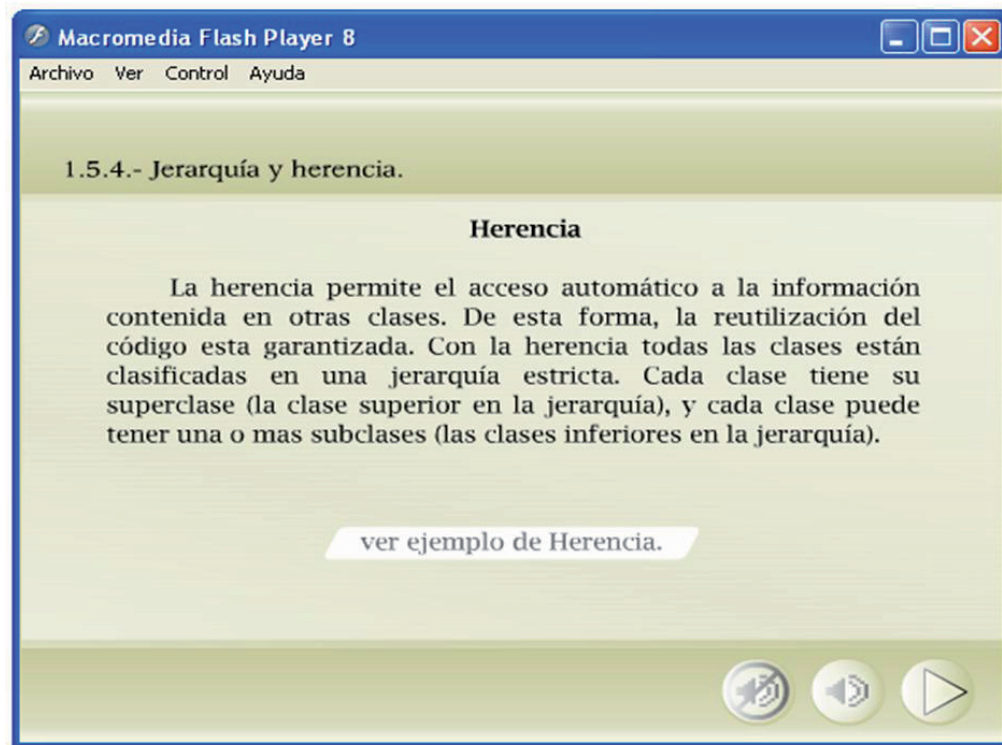 Macromedia Flash Player 8
Archivo Ver Control Ayuda
1.5.4.- Jerarquía y herencia.
Herencia
La herencia permite el acceso automático a la información
contenida en otras clases. De esta forma, la reutilización del
código esta garantizada. Con la herencia todas las clases están
clasificadas en una jerarquía estricta. Cada clase tiene su
superclase (la clase superior en la jerarquía), y cada clase puede
tener una o mas subclases (las clases inferiores en la jerarquía).
ver ejemplo de Herencia.